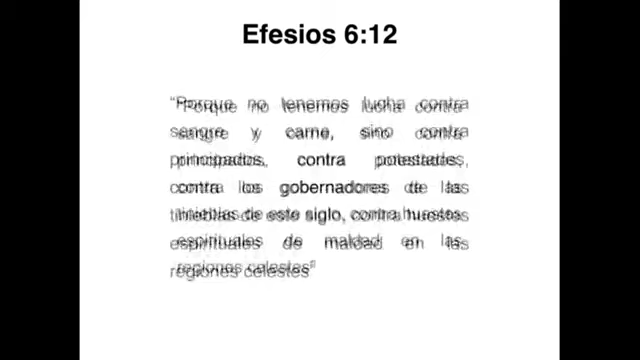 Efesios 6:12
“Porque no tenemos lucha contra
sangre y carne, sino contra
principados, contra potestades,
contra los gobernadores de las
tinieblas de este siglo, contra huestes
espirituales de maldad en las
regiones celestes”